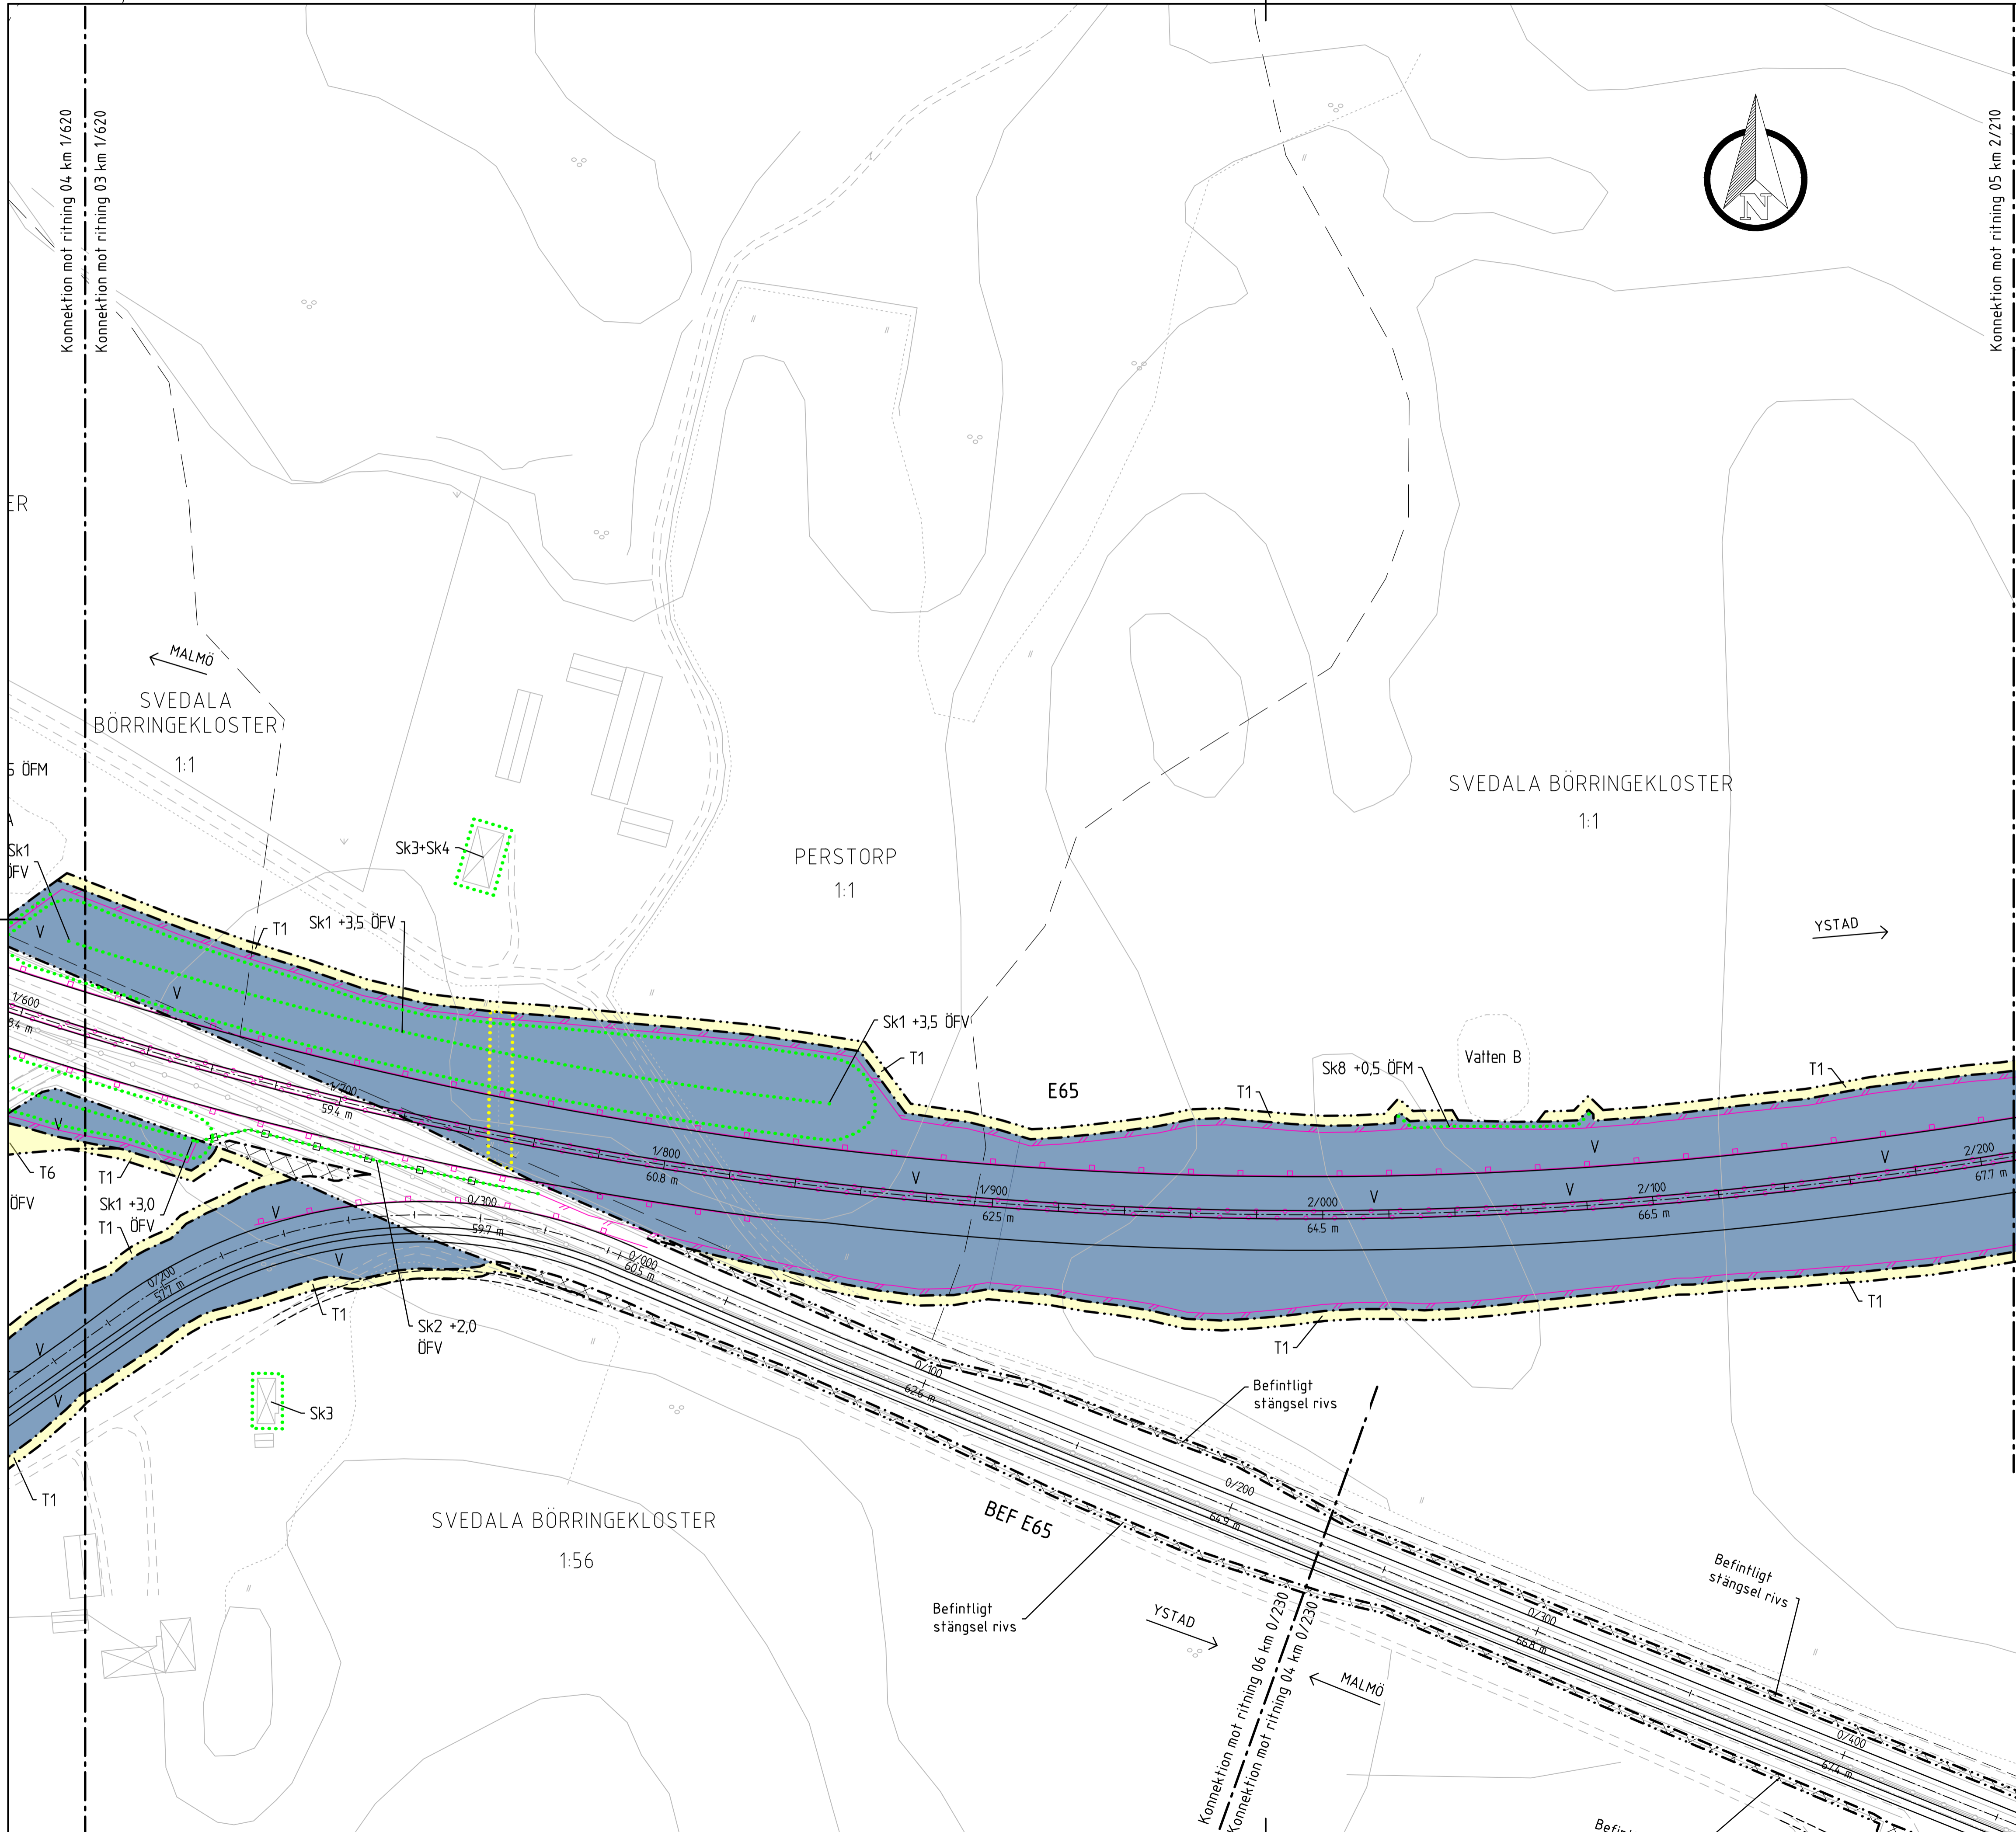 Konnektion mot ritning 04 km 1/620
Konnektion mot ritning 03 km 1/620
Konnektion mot ritning 05 km 2/210
N
ER
MALMÖ
SVEDALA
BÖRRINGEKLOSTER
1:1
5 ÖFM
A
Sk1
ÖFV
V
Sk3+Sk4
PERSTORP
1:1
SVEDALA BÖRRINGEKLOSTER
1:1
YSTAD
T1
Sk1 +3,5 ÖFV
V
Sk1 +3,5 ÖFV
T1
E65
T1
Sk8 +0,5 ÖFM
Vatten B
T1
1/600
8.4 m
1/700
59.4 m
1/800
60.8 m
V
1/900
62.5 m
2/000
64.5 m
V
V
V
2/100
66.5 m
V
2/200
67.7 m
V
T6
T1
ÖFV
Sk1 +3,0
ÖFV
T1
V
0/300
59.7 m
V
0/200
57.7 m
0/000
60.5 m
T1
Sk2 +2,0
ÖFV
V
V
T1
Sk3
T1
T1
0/100
62.6 m
Befintligt
stängsel rivs
0/200
64.9 m
SVEDALA BÖRRINGEKLOSTER
1:56
BEF E65
Befintligt
stängsel rivs
YSTAD
MALMÖ
Konnektion mot ritning 06 km 0/230
Konnektion mot ritning 04 km 0/230
Befintligt
stängsel rivs
0/300
66.8 m
0/400
67.4 m